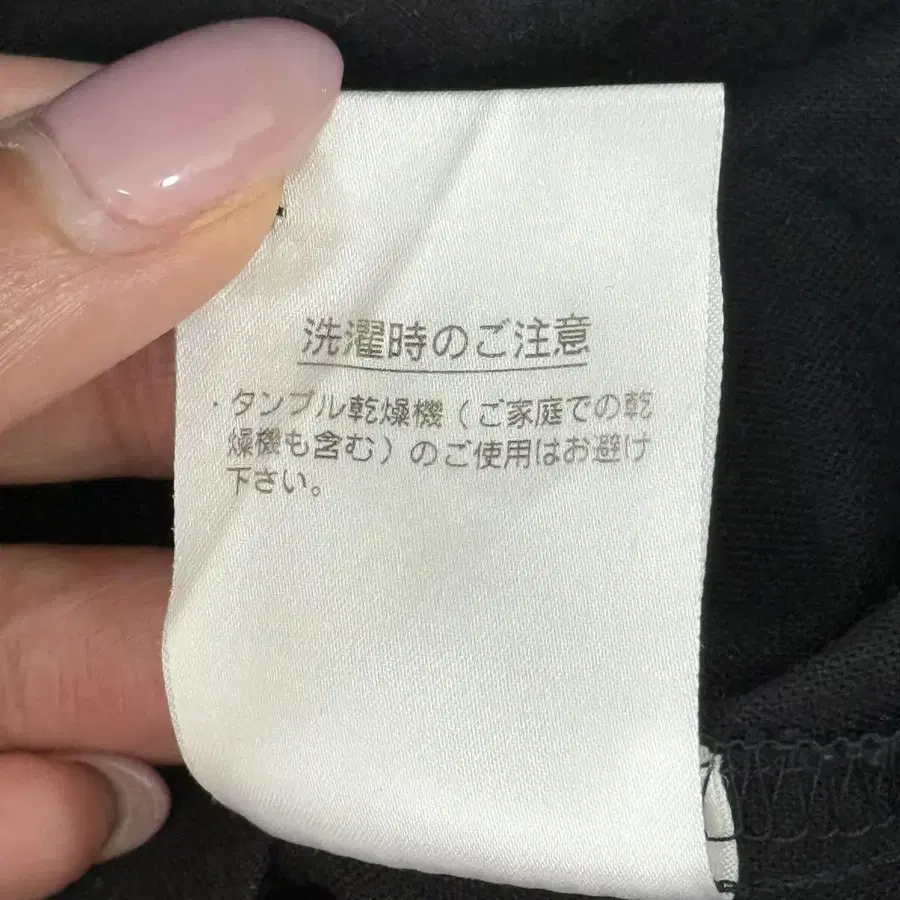 洗濯時のご注意
・タンブル乾燥機（ご家庭での乾
燥機も含む）のご使用はお避け
下さい。